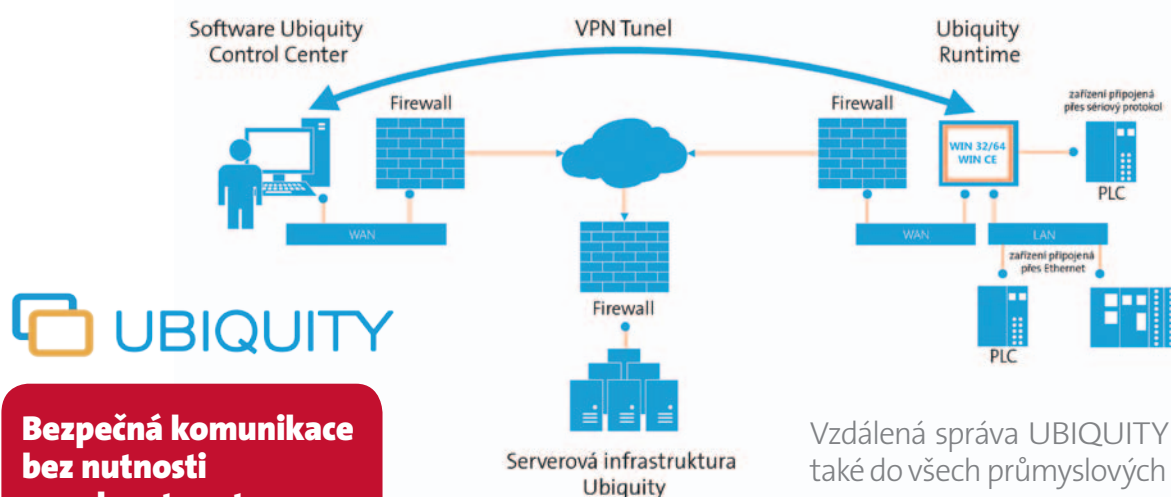 Software Ubiquity
Control Center
VPN Tunel
Ubiquity
Runtime
Firewall
Firewall
zařízení připojená
přes sériový protokol
WIN 32/64
WIN CE
PLC
WAN
WAN
LAN
zařízení připojená
přes Ethernet
Firewall
PLC
UBIQUITY
Bezpečná komunikace
bez nutnosti
Serverová infrastruktura
Ubiquity
Vzdálená správa UBIQUITY
také do všech průmyslových